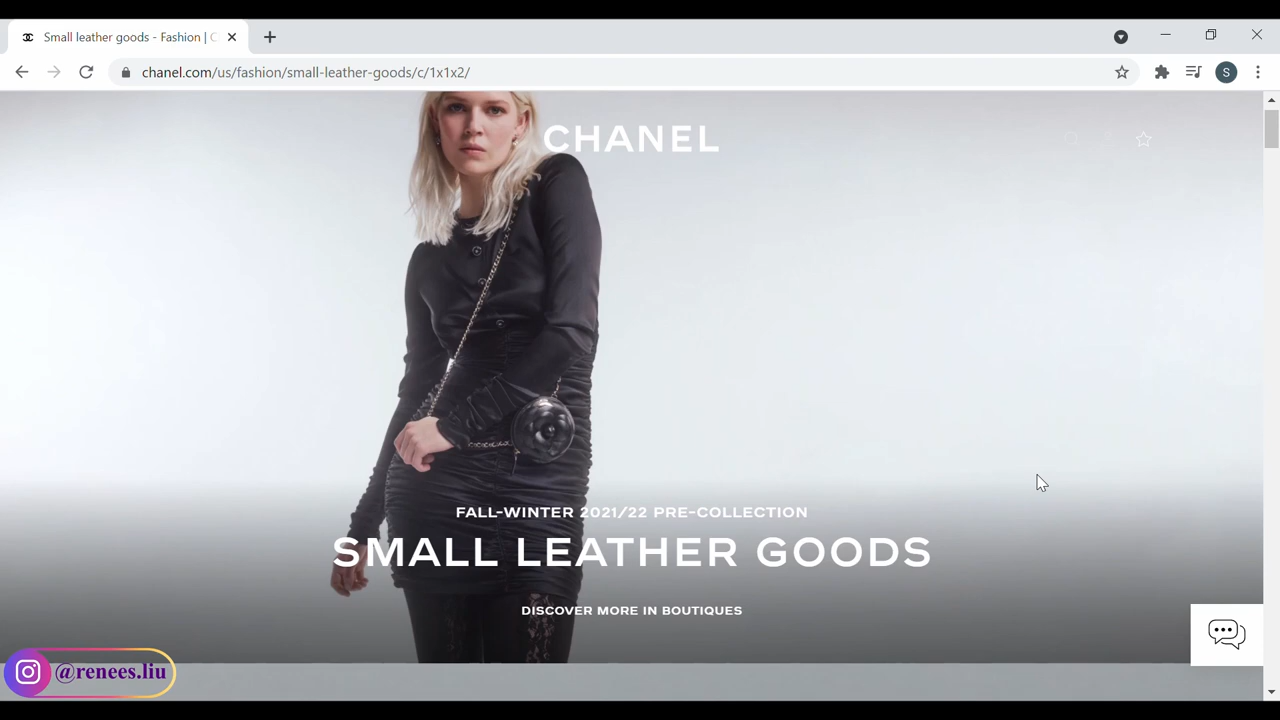 Small leather goods - Fashion | C
chanel.com/us/fashion/small-leather-goods/c/1x1x2/
S
CHANEL
FALL-WINTER 2021/22 PRE-COLLECTION
SMALL LEATHER GOODS
DISCOVER MORE IN BOUTIQUES
@renees.liu